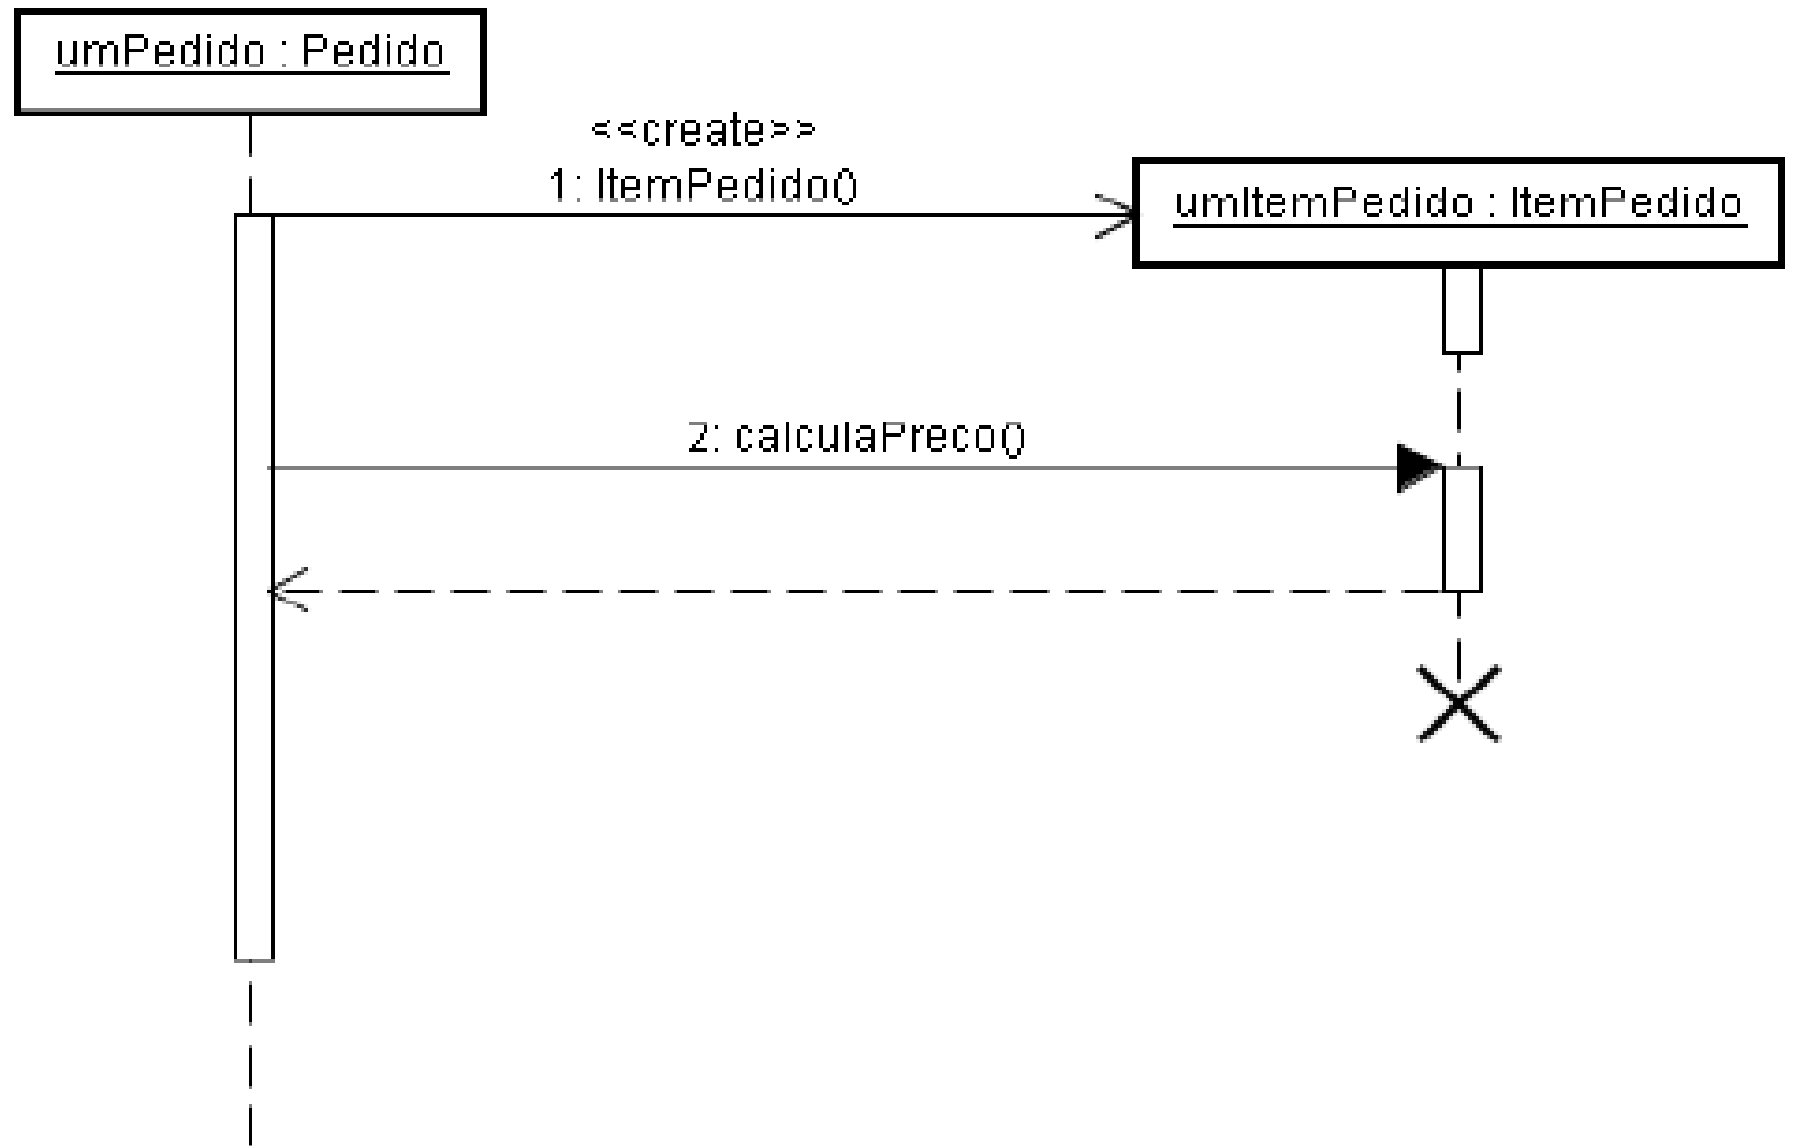 umPedido : Pedido
<<create>>
1: ItemPedido()
umItemPedido : ItemPedido
2: calculaPreco()